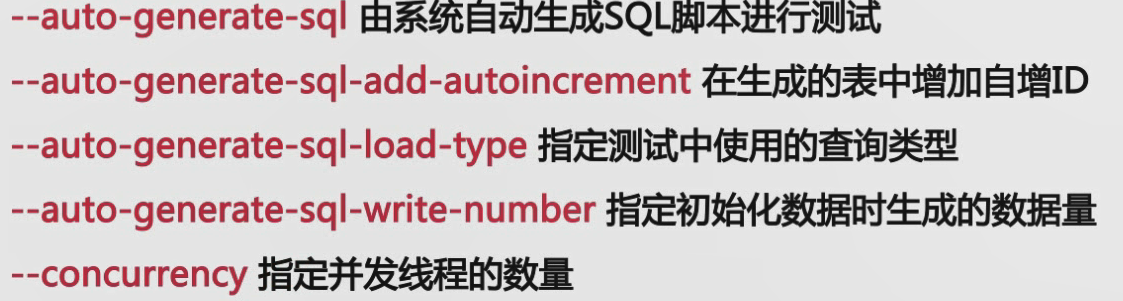 --auto-generate-sql 由系统自动生成SQL脚本进行测试
--auto-generate-sql-add-autoincrement 在生成的表中增加自增ID
--auto-generate-sql-load-type 指定测试中使用的查询类型
--auto-generate-sql-write-number 指定初始化数据时生成的数据量
--concurrency 指定并发线程的数量